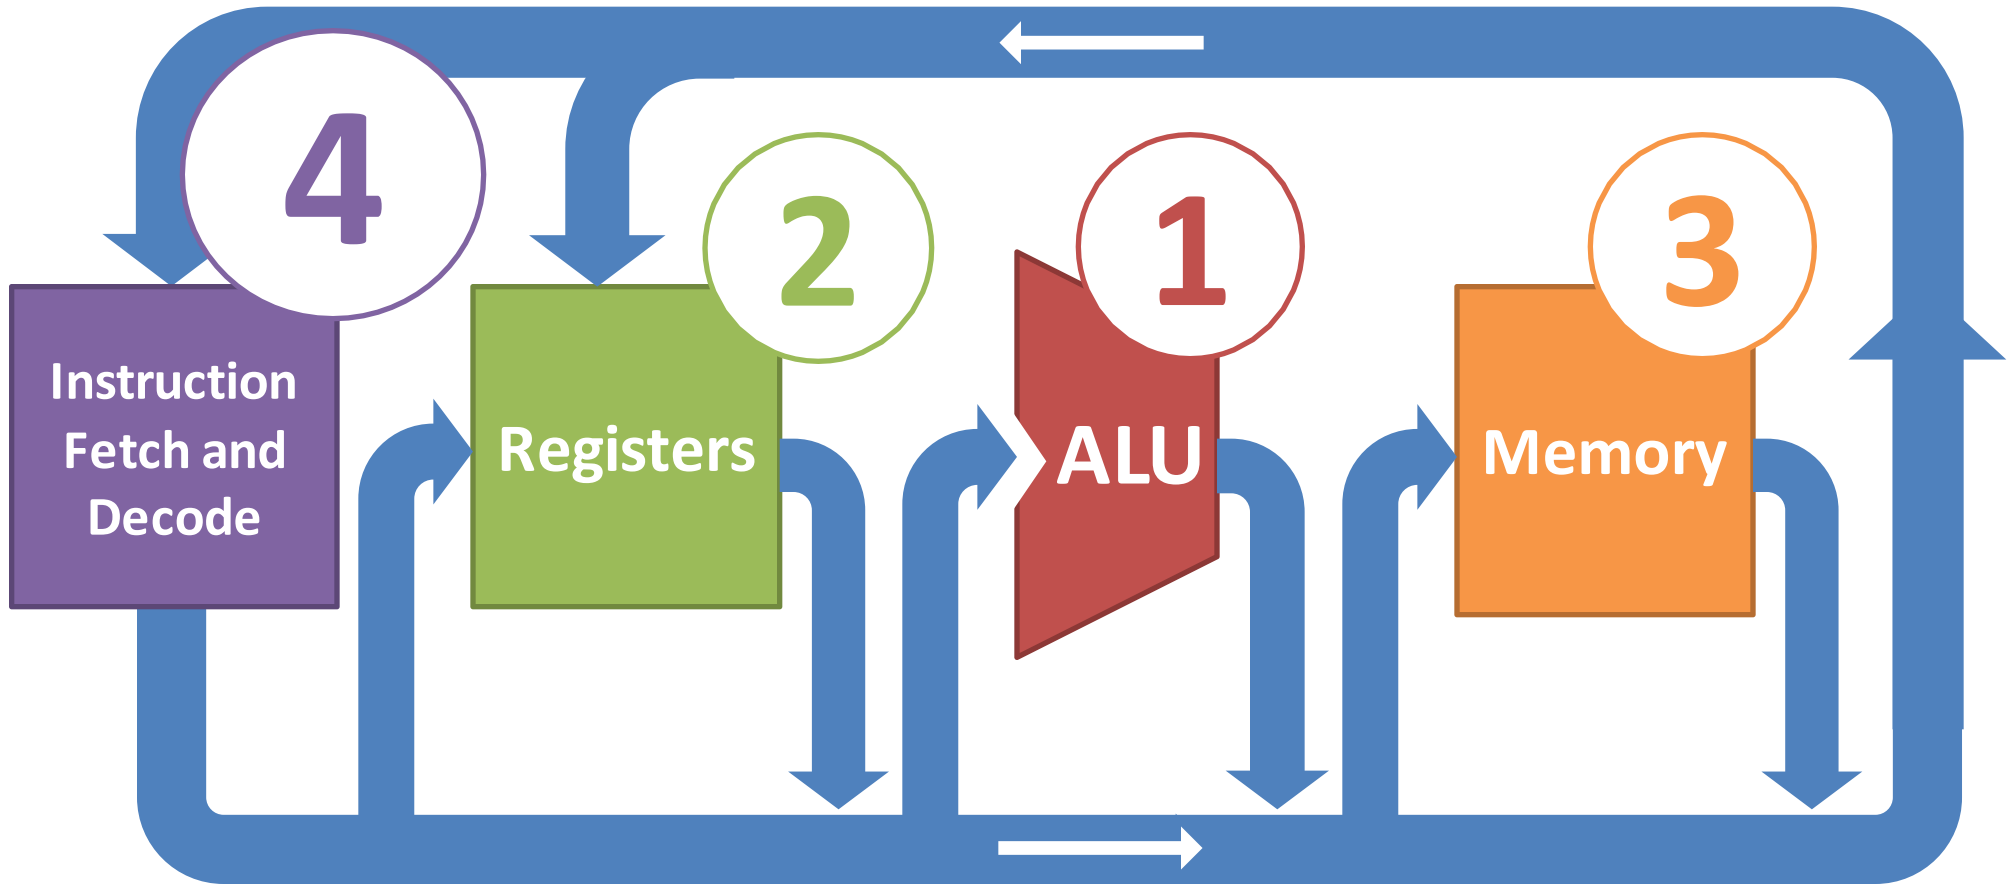 4
2
1
3
Instruction
Fetch and
Decode
Registers
ALU
Memory